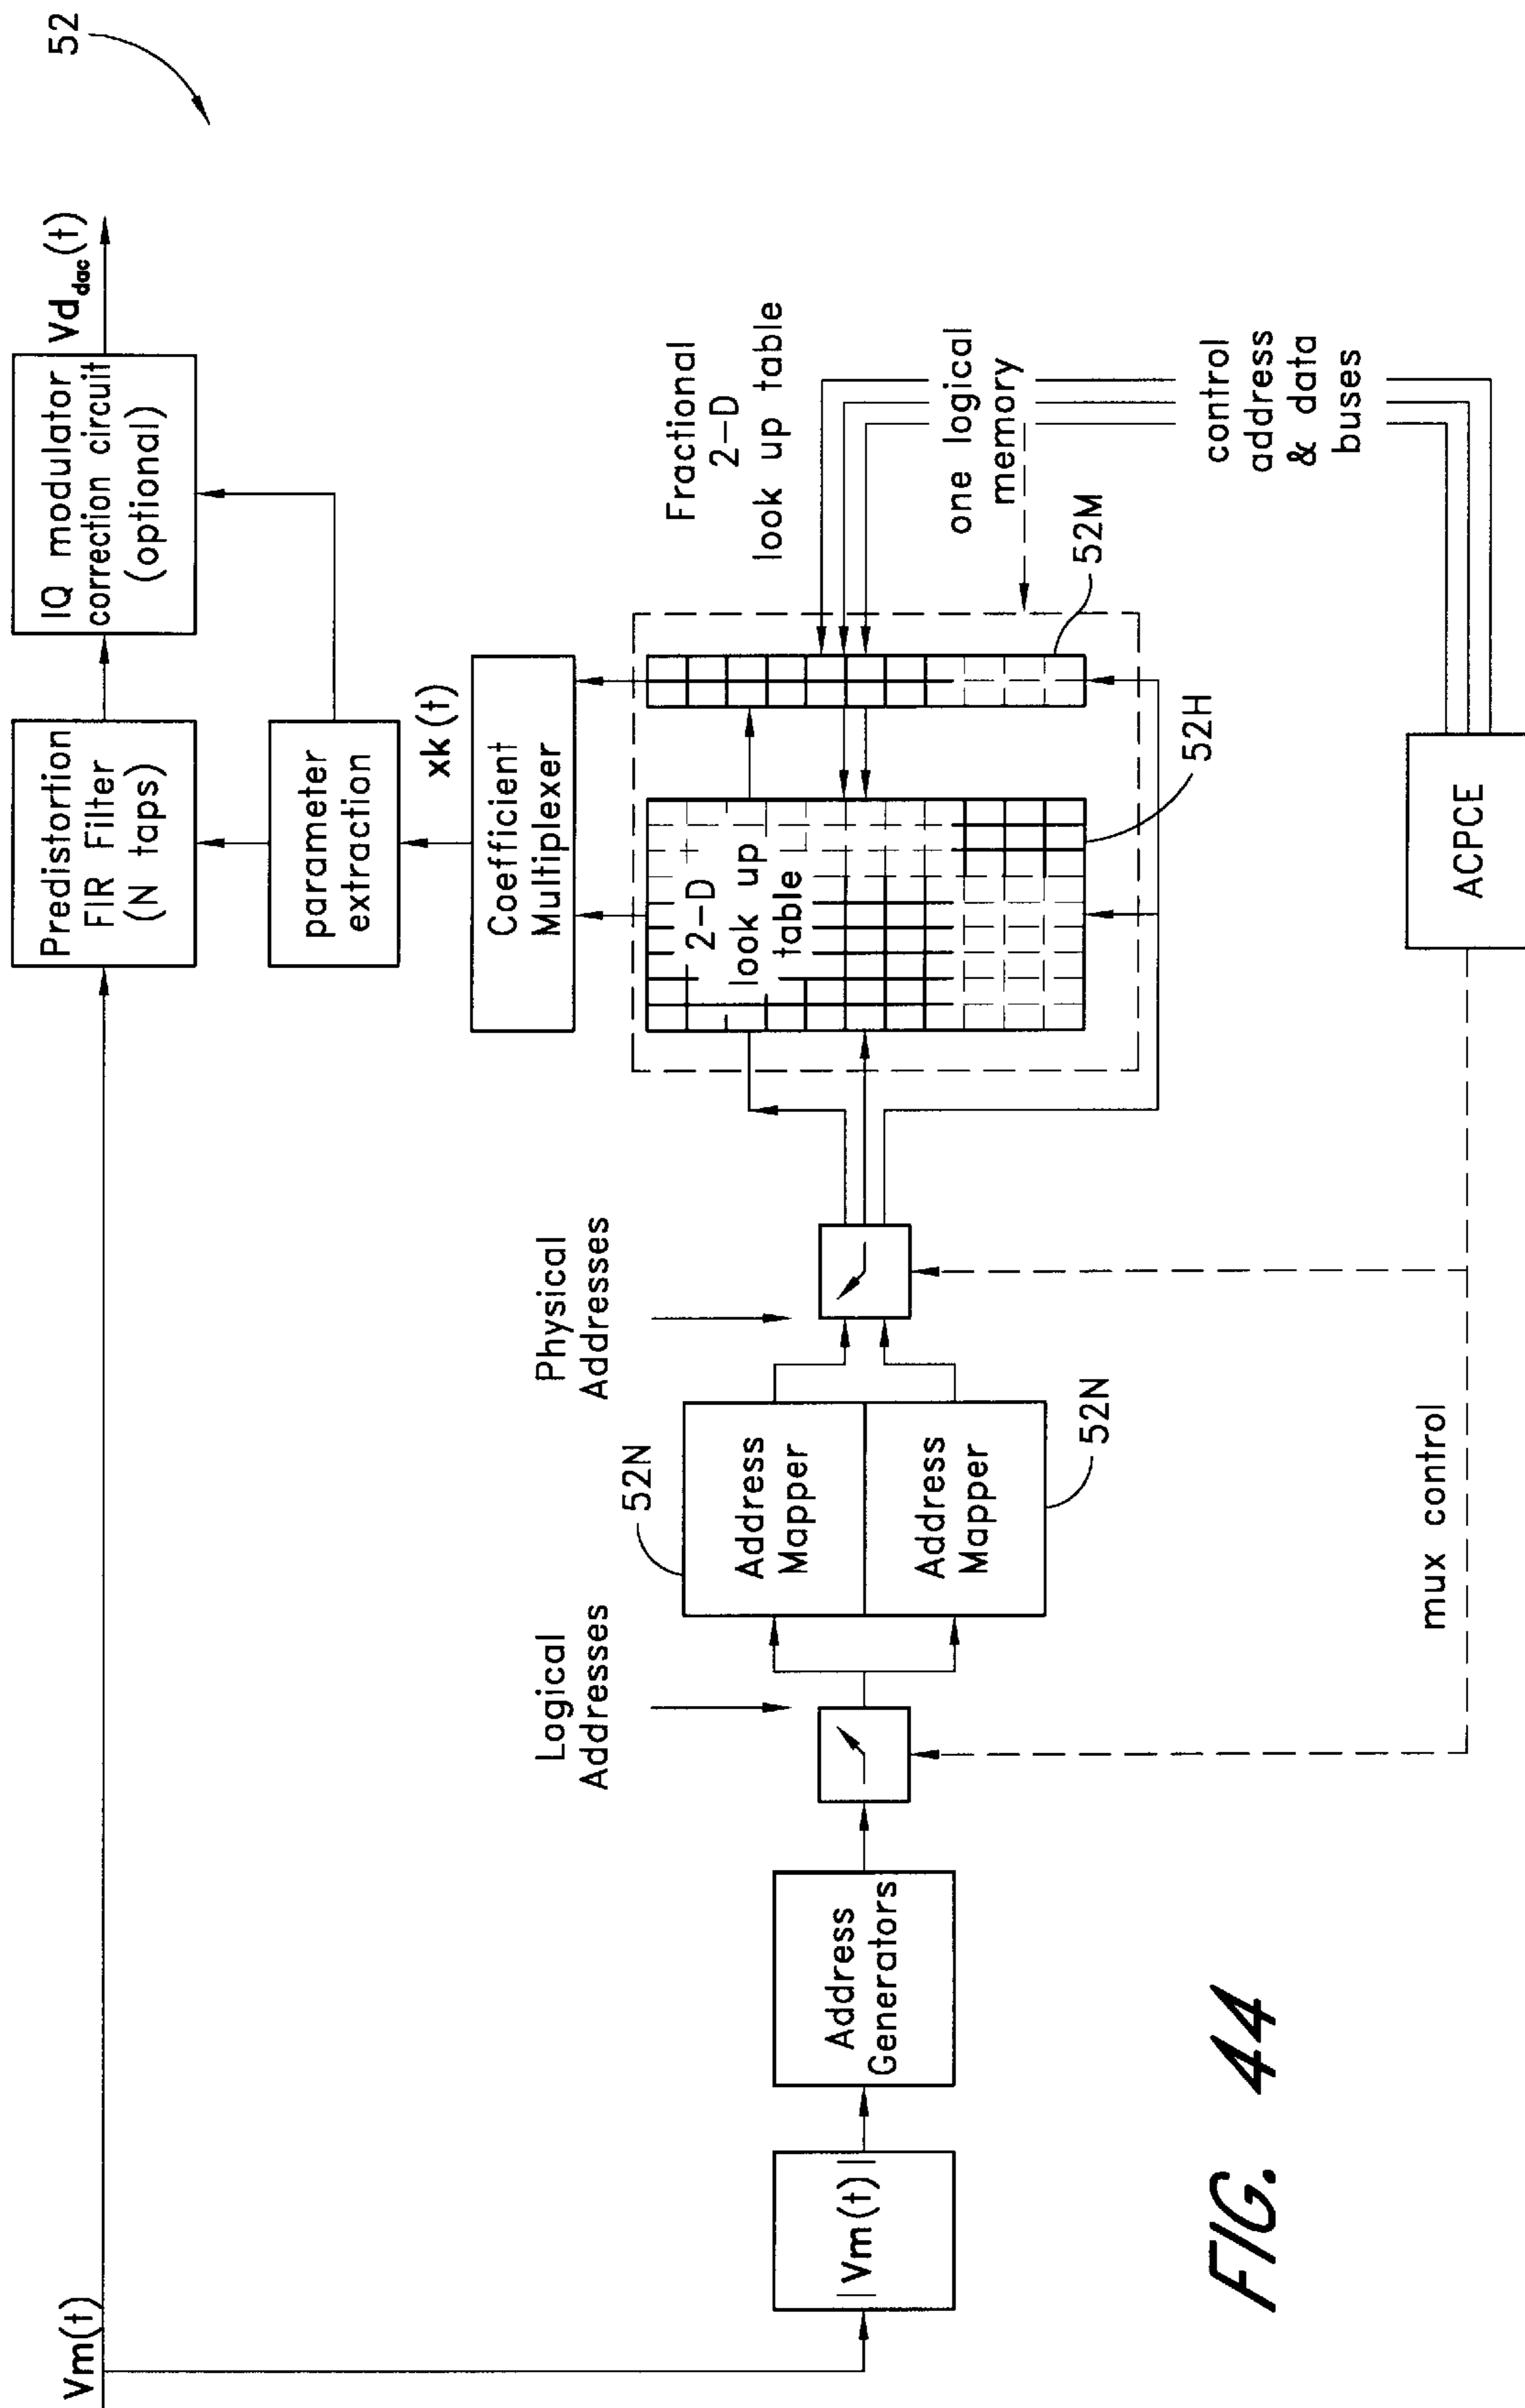 52
Vm(t)
Predistortion
FIR Filter
(N taps)
IQ modulator
correction circuit
(optional)
Vd_dac(t)
parameter
extraction
xk(t)
Coefficient
Multiplexer
Fractional
2-D
look up table
one logical
memory
control
address
& data
buses
52M
52H
2-D
look up
table
Physical
Addresses
Logical
Addresses
52N
Address
Mapper
Address
Mapper
52N
Address
Generators
|Vm(t)|
mux control
ACPCE
FIG. 44